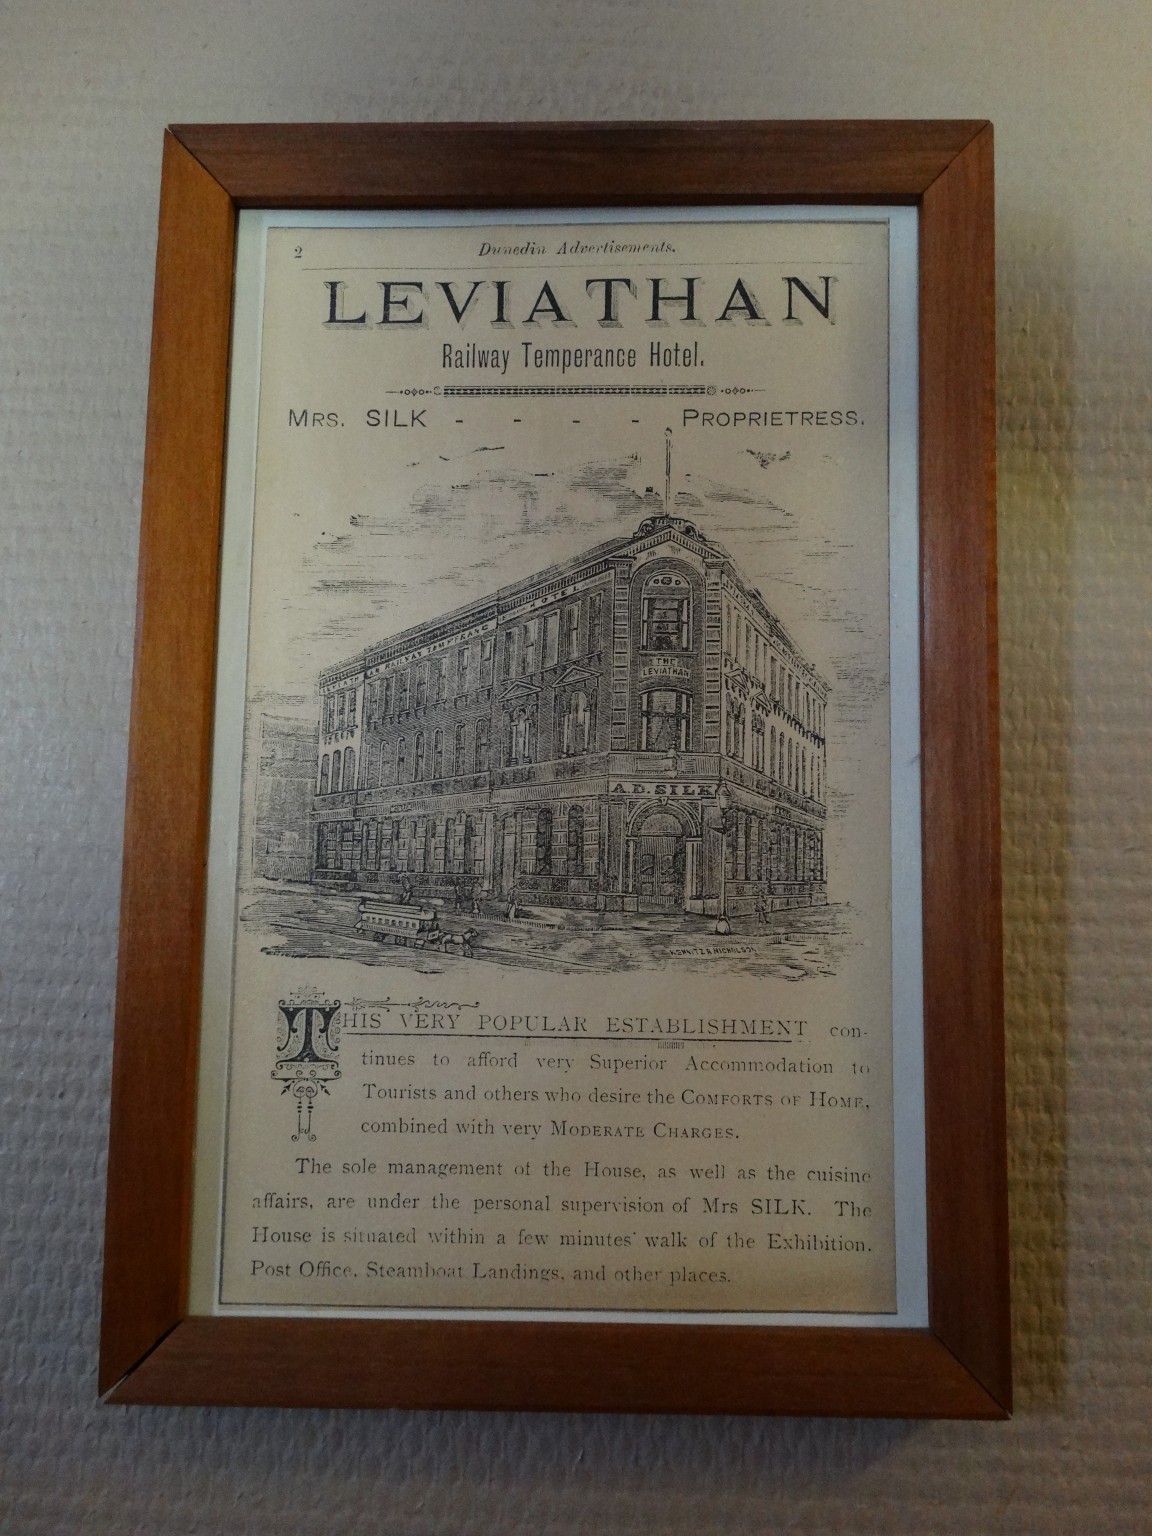 2 Dunedin Advertisements.
LEVIATHAN
Railway Temperance Hotel.
MRS. SILK - - - - PROPRIETRESS.
HOTEL
LEVIATHAN RAILWAY TEMPERANCE
THE
LEVIATHAN
A.D. SILK
THIS VERY POPULAR ESTABLISHMENT con-
tinues to afford very Superior Accommodation to
Tourists and others who desire the COMFORTS OF HOME,
combined with very MODERATE CHARGES.
The sole management of the House, as well as the cuisine
affairs, are under the personal supervision of Mrs SILK. The
House is situated within a few minutes' walk of the Exhibition,
Post Office, Steamboat Landings, and other places.